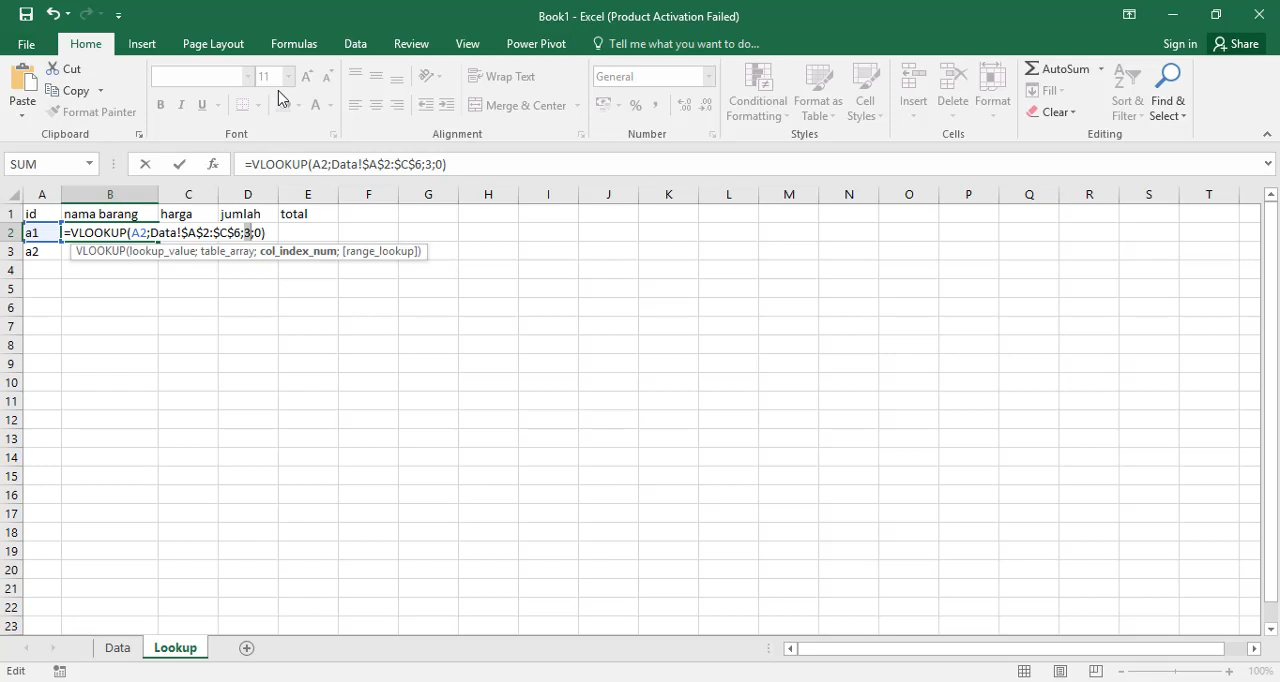 Book1 - Excel (Product Activation Failed)
File Home Insert Page Layout Formulas Data Review View Power Pivot Tell me what you want to do... Sign in Share
Paste Cut Copy Format Painter Clipboard
11 B I U A Font
Wrap Text Merge & Center Alignment
General % Number
Conditional Formatting Format as Table Cell Styles Styles
Insert Delete Format Cells
AutoSum Fill Clear Sort & Filter Find & Select Editing
SUM fx =VLOOKUP(A2;Data!$A$2:$C$6;3;0)
A B C D E F G H I J K L M N O P Q R S T
1 id nama barang harga jumlah total
2 a1 =VLOOKUP(A2;Data!$A$2:$C$6;3;0)
3 a2 VLOOKUP(lookup_value; table_array; col_index_num; [range_lookup])
4
5
6
7
8
9
10
11
12
13
14
15
16
17
18
19
20
21
22
23
Data Lookup
Edit 100%